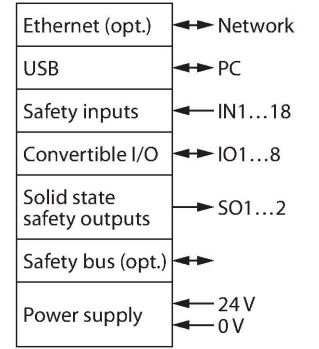 Ethernet (opt.) Network
USB PC
Safety inputs IN1...18
Convertible I/O IO1...8
Solid state
safety outputs SO1...2
Safety bus (opt.)
Power supply 24 V
0 V